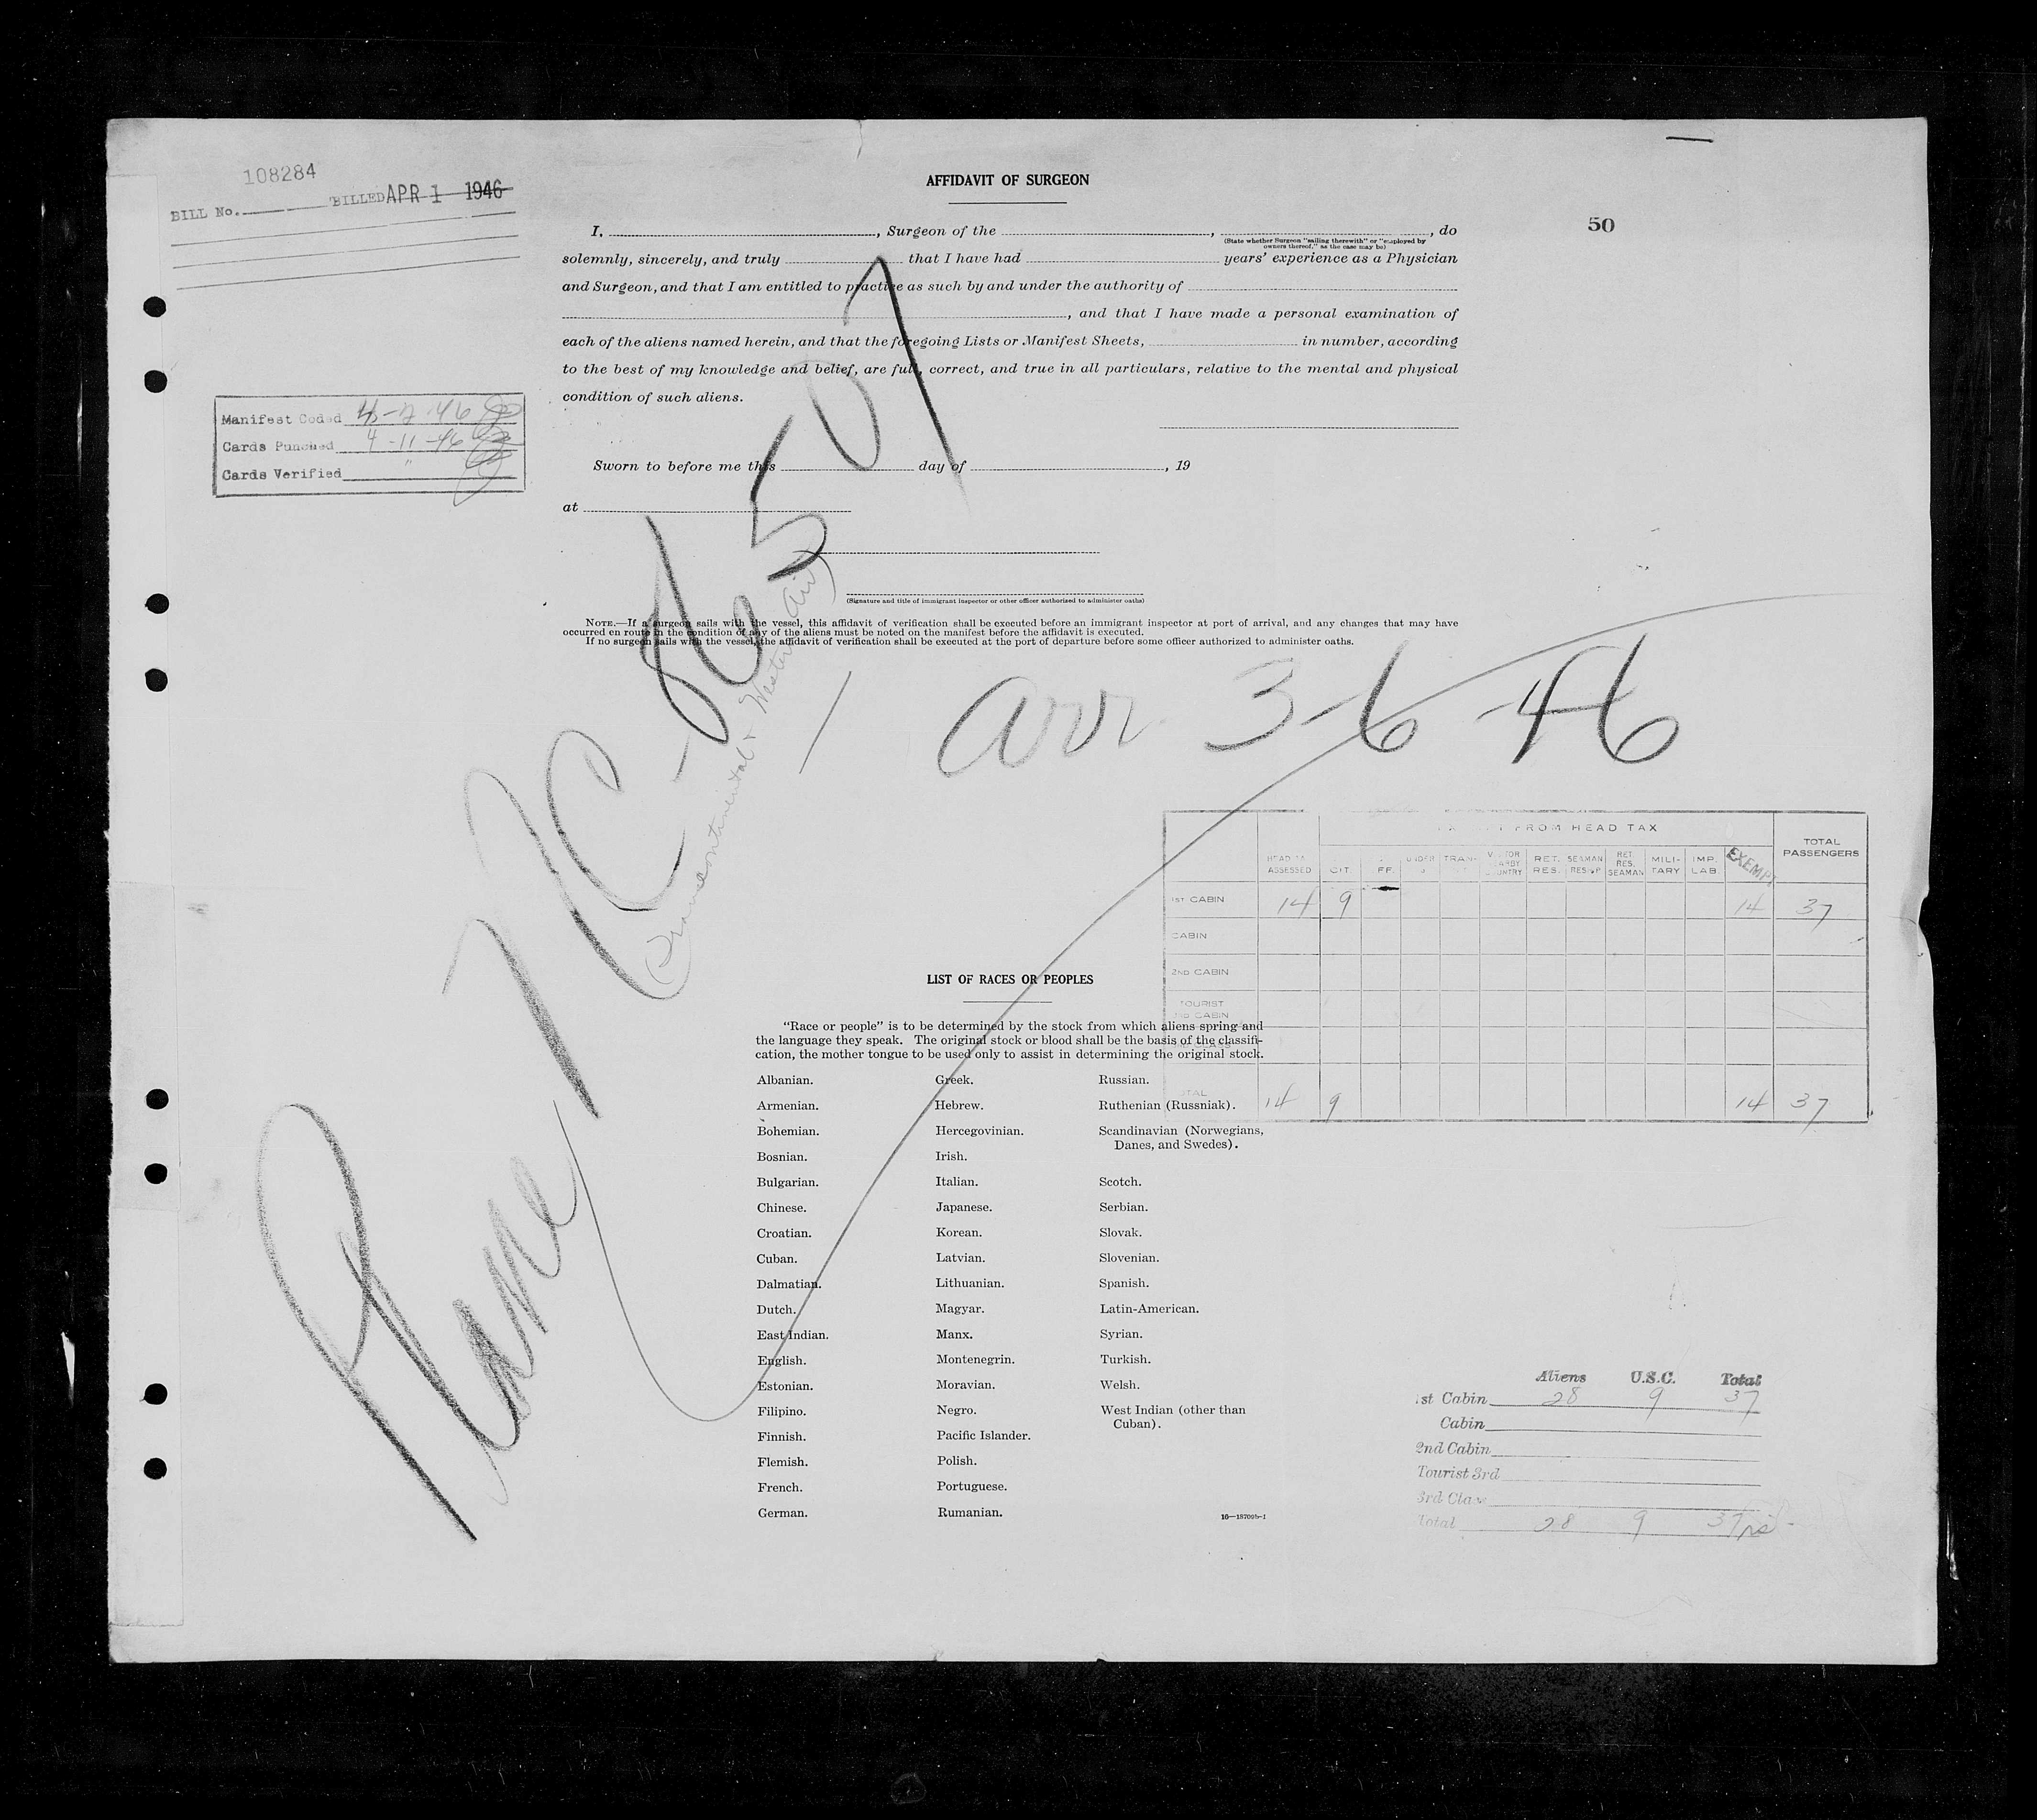 108284
BILL No. BILLED APR 1 1946
AFFIDAVIT OF SURGEON
50
I, , Surgeon of the , , do
(State whether Surgeon "sailing therewith" or "employed by
owners thereof," as the case may be)
solemnly, sincerely, and truly that I have had years' experience as a Physician
and Surgeon, and that I am entitled to practice as such by and under the authority of
, and that I have made a personal examination of
each of the aliens named herein, and that the foregoing Lists or Manifest Sheets, in number, according
to the best of my knowledge and belief, are full, correct, and true in all particulars, relative to the mental and physical
condition of such aliens.
Manifest Coded 4-2-46
Cards Punched 4-11-46
Cards Verified "
Sworn to before me this day of , 19
at
(Signature and title of immigrant inspector or other officer authorized to administer oaths)
NOTE.—If a surgeon sails with the vessel, this affidavit of verification shall be executed before an immigrant inspector at port of arrival, and any changes that may have
occurred en route in the condition of any of the aliens must be noted on the manifest before the affidavit is executed.
If no surgeon sails with the vessel, the affidavit of verification shall be executed at the port of departure before some officer authorized to administer oaths.
Plane NC-86507
(Transcontinental & Western Air)
arr 3-6-46
FROM HEAD TAX
HEAD TAX ASSESSED CIT. UNDER TRAN- RET. RES. SEAMAN RET. RES. SEAMAN MILI-TARY IMP. LAB. EXEMPT TOTAL PASSENGERS
1ST CABIN 14 9 14 37
CABIN
2ND CABIN
TOURIST
CABIN
TOTAL 14 9 14 37
LIST OF RACES OR PEOPLES
"Race or people" is to be determined by the stock from which aliens spring and
the language they speak. The original stock or blood shall be the basis of the classifi-
cation, the mother tongue to be used only to assist in determining the original stock.
Albanian.
Armenian.
Bohemian.
Bosnian.
Bulgarian.
Chinese.
Croatian.
Cuban.
Dalmatian.
Dutch.
East Indian.
English.
Estonian.
Filipino.
Finnish.
Flemish.
French.
German.
Greek.
Hebrew.
Hercegovinian.
Irish.
Italian.
Japanese.
Korean.
Latvian.
Lithuanian.
Magyar.
Manx.
Montenegrin.
Moravian.
Negro.
Pacific Islander.
Polish.
Portuguese.
Rumanian.
Russian.
Ruthenian (Russniak).
Scandinavian (Norwegians,
Danes, and Swedes).
Scotch.
Serbian.
Slovak.
Slovenian.
Spanish.
Latin-American.
Syrian.
Turkish.
Welsh.
West Indian (other than
Cuban).
Aliens U.S.C. Total
1st Cabin 28 9 37
Cabin
2nd Cabin
Tourist 3rd
3rd Class
Total 28 9 37